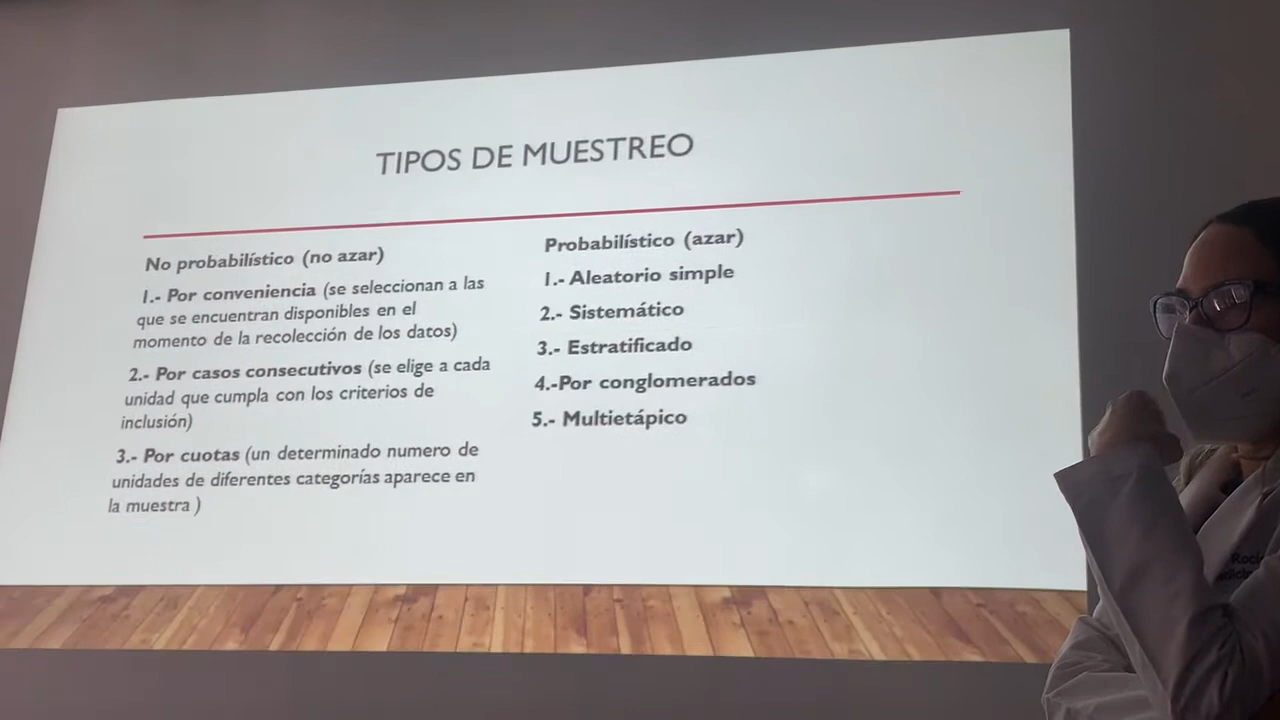 TIPOS DE MUESTREO
No probabilístico (no azar)
1.- Por conveniencia (se seleccionan a las
que se encuentran disponibles en el
momento de la recolección de los datos)
2.- Por casos consecutivos (se elige a cada
unidad que cumpla con los criterios de
inclusión)
3.- Por cuotas (un determinado numero de
unidades de diferentes categorías aparece en
la muestra )
Probabilístico (azar)
1.- Aleatorio simple
2.- Sistemático
3.- Estratificado
4.-Por conglomerados
5.- Multietápico